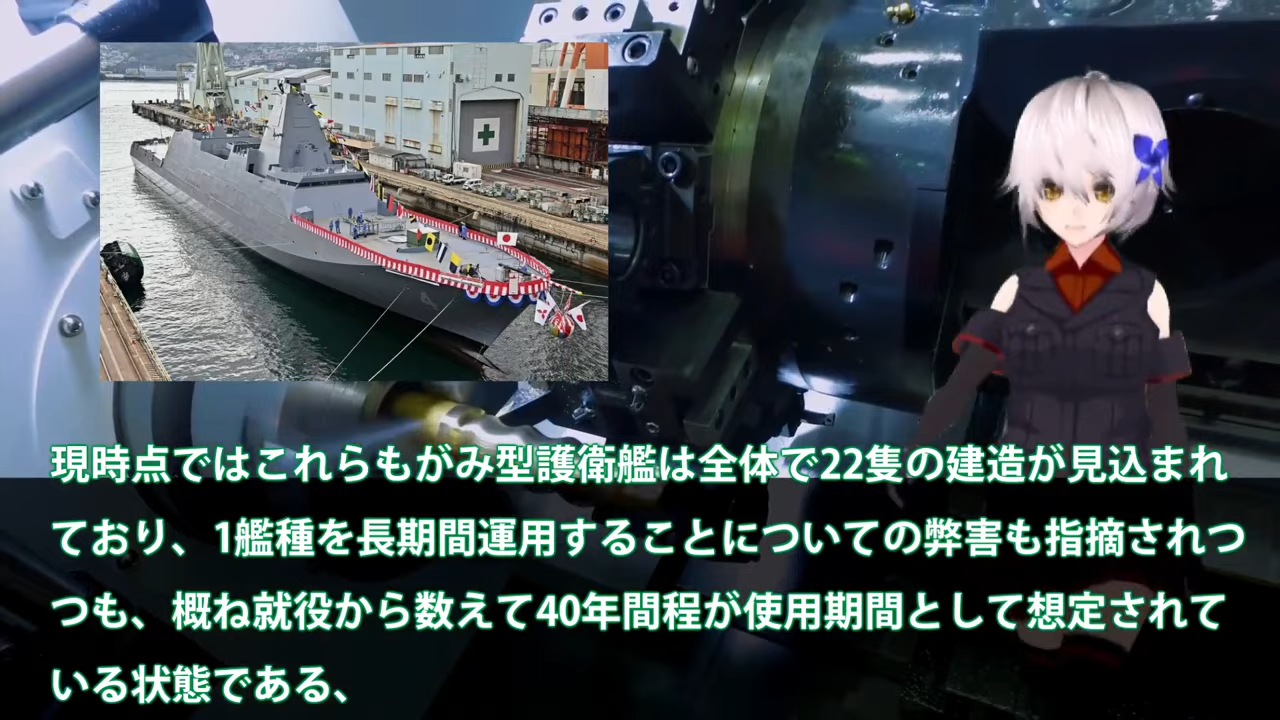 現時点ではこれらもがみ型護衛艦は全体で22隻の建造が見込まれ
ており、1艦種を長期間運用することについての弊害も指摘されつ
つも、概ね就役から数えて40年間程が使用期間として想定されて
いる状態である、